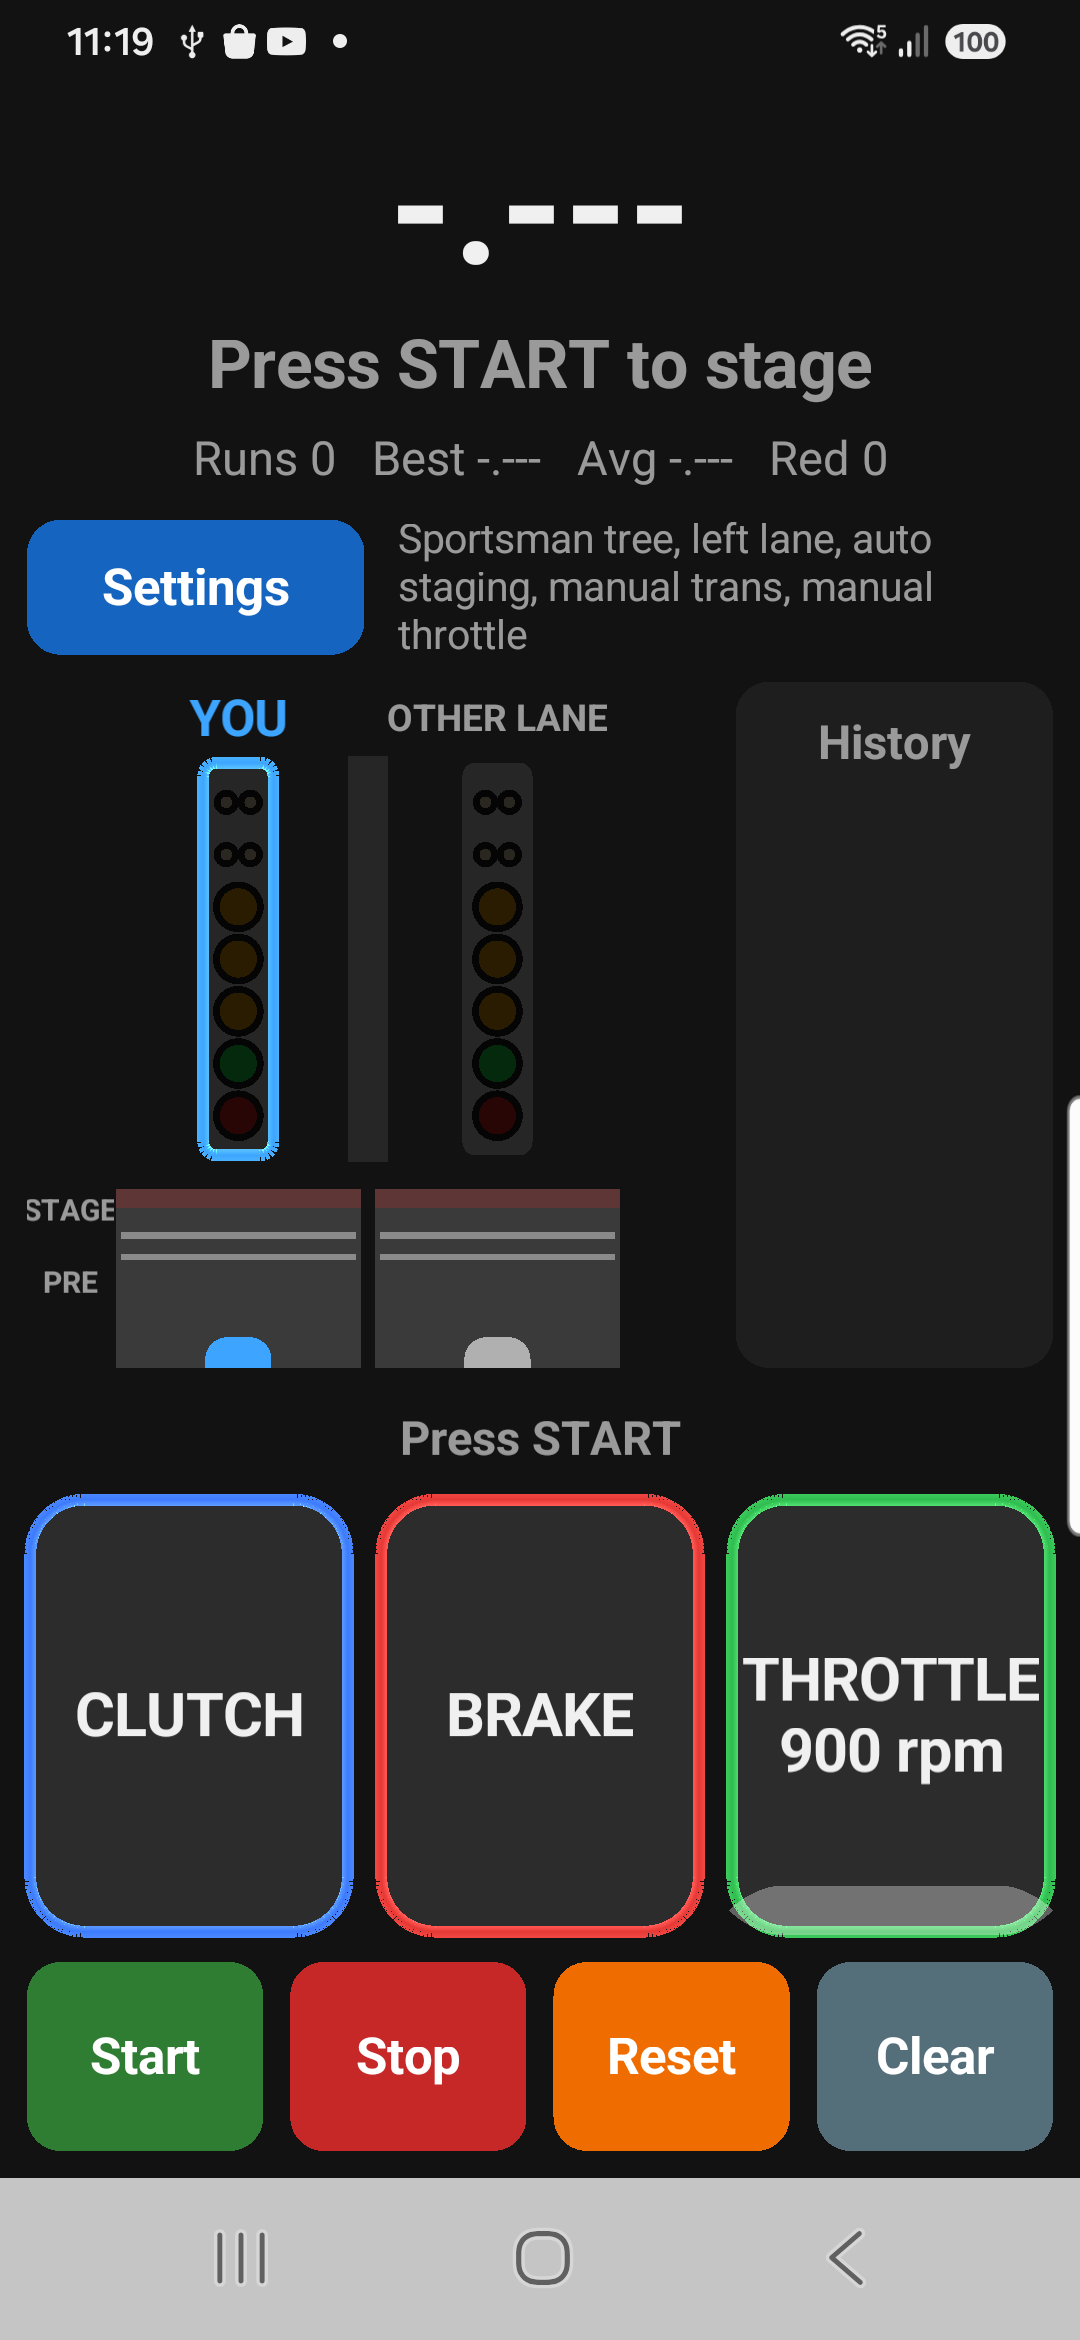 11:19
5
100
-.---
Press START to stage
Runs 0 Best -.--- Avg -.--- Red 0
Settings
Sportsman tree, left lane, auto
staging, manual trans, manual
throttle
YOU
OTHER LANE
History
STAGE
PRE
Press START
CLUTCH
BRAKE
THROTTLE
900 rpm
Start
Stop
Reset
Clear